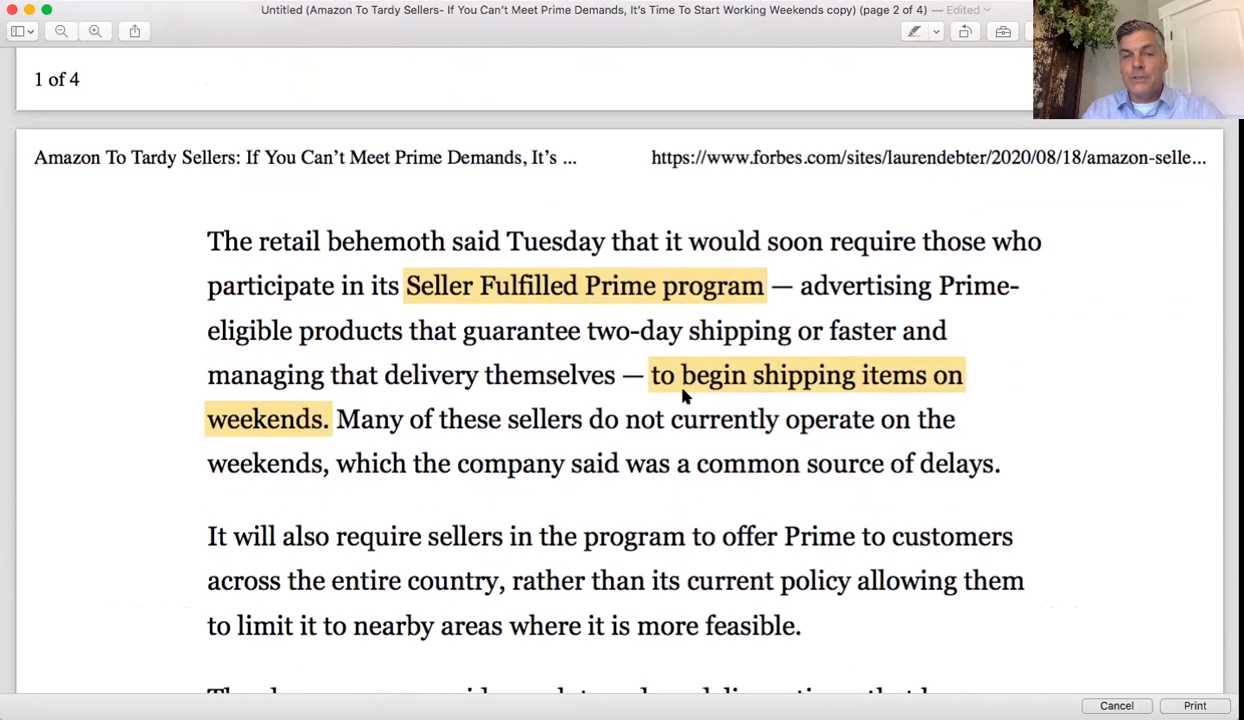 Untitled (Amazon To Tardy Sellers- If You Can’t Meet Prime Demands, It’s Time To Start Working Weekends copy) (page 2 of 4) — Edited
1 of 4
Amazon To Tardy Sellers: If You Can’t Meet Prime Demands, It’s ...
https://www.forbes.com/sites/laurendebter/2020/08/18/amazon-selle...
The retail behemoth said Tuesday that it would soon require those who
participate in its Seller Fulfilled Prime program — advertising Prime-
eligible products that guarantee two-day shipping or faster and
managing that delivery themselves — to begin shipping items on
weekends. Many of these sellers do not currently operate on the
weekends, which the company said was a common source of delays.
It will also require sellers in the program to offer Prime to customers
across the entire country, rather than its current policy allowing them
to limit it to nearby areas where it is more feasible.
Cancel
Print